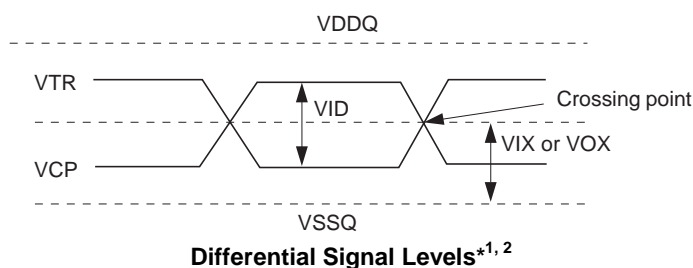 VDDQ
VTR
Crossing point
VID
VIX or VOX
VCP
VSSQ
Differential Signal Levels*1, 2